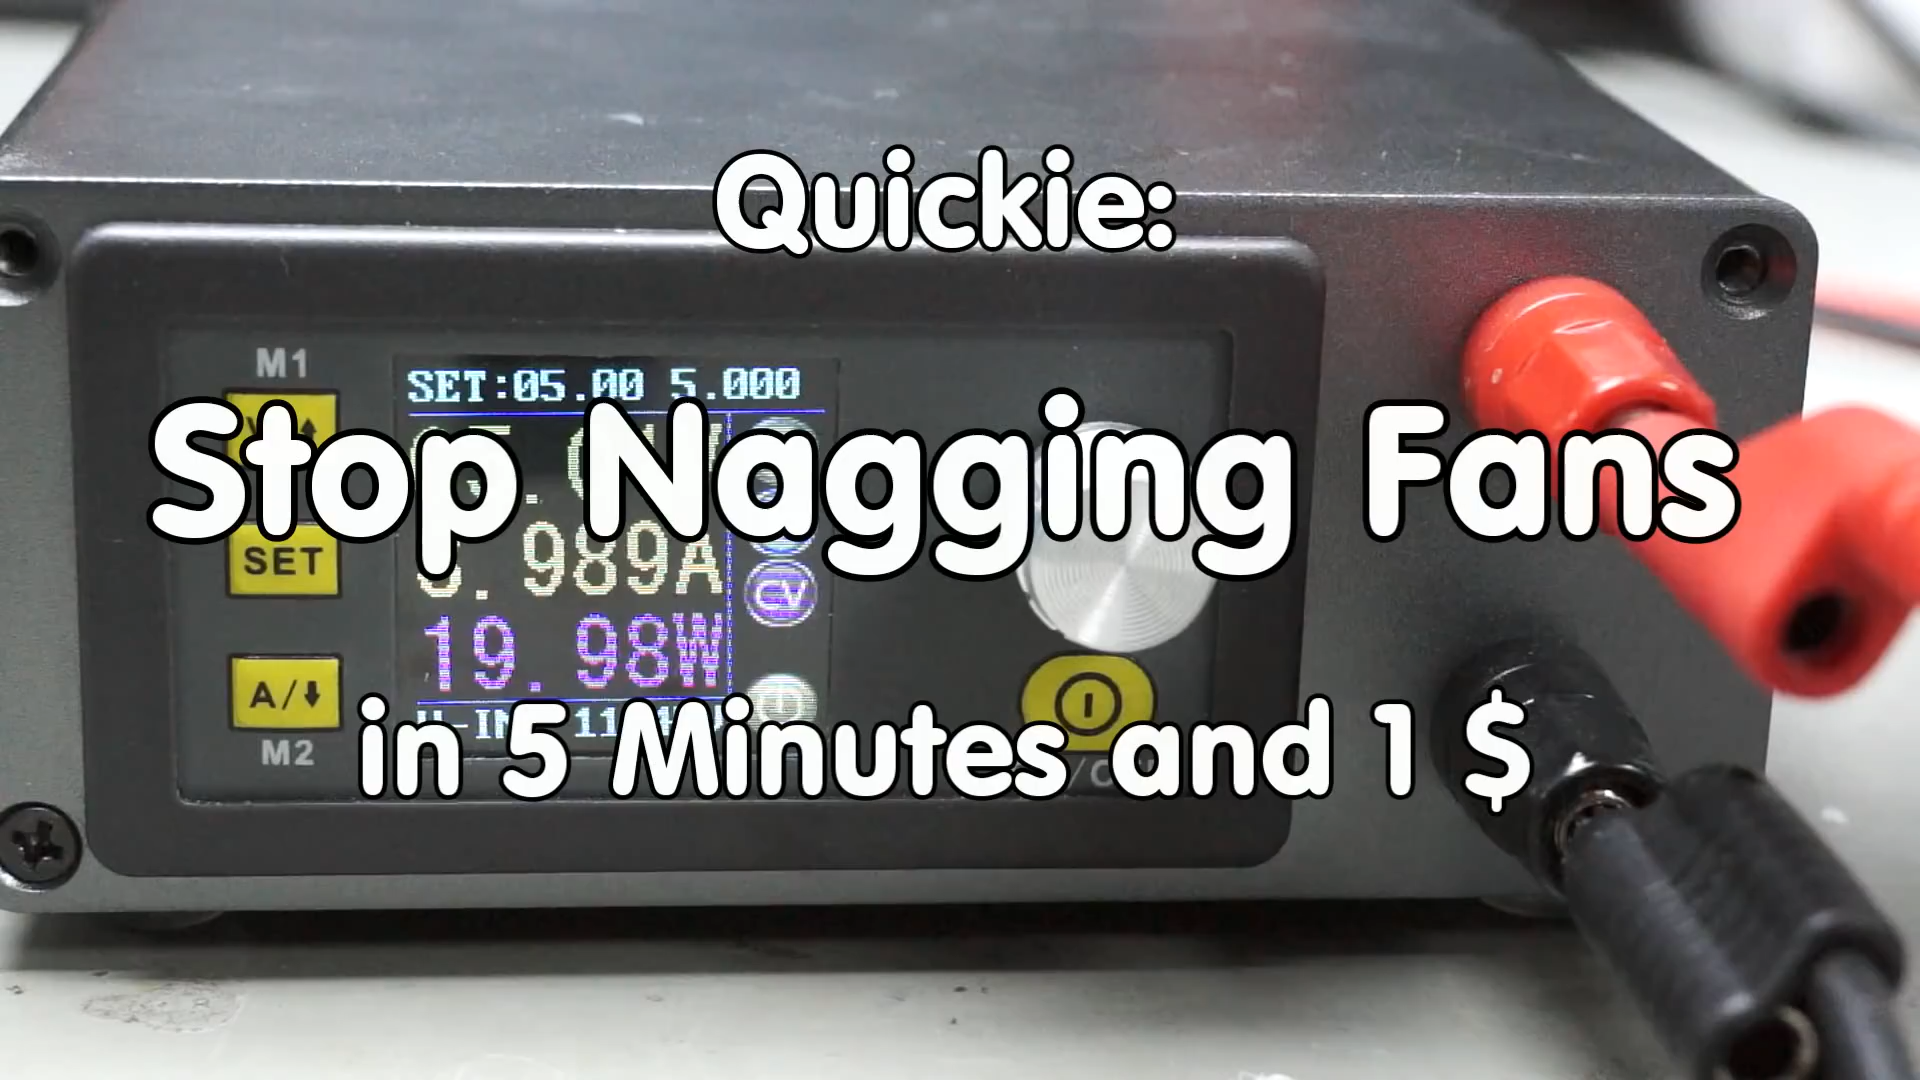 Quickie:
M1
SET:05.00 5.000
Stop Nagging Fans
SET
.989A
CV
19.98W
A/
in 5 Minutes and 1 $
M2